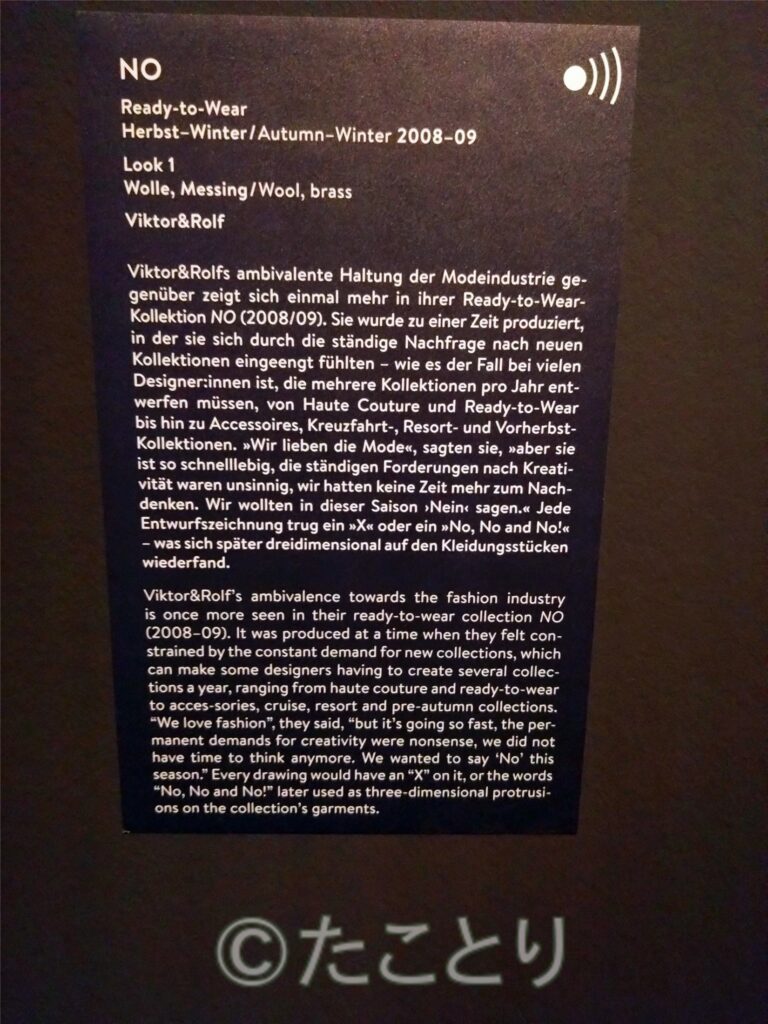 NO
Ready-to-Wear
Herbst–Winter/Autumn–Winter 2008–09
Look 1
Wolle, Messing/Wool, brass
Viktor&Rolf
Viktor&Rolfs ambivalente Haltung der Modeindustrie ge-
genüber zeigt sich einmal mehr in ihrer Ready-to-Wear-
Kollektion NO (2008/09). Sie wurde zu einer Zeit produziert,
in der sie sich durch die ständige Nachfrage nach neuen
Kollektionen eingeengt fühlten – wie es der Fall bei vielen
Designer:innen ist, die mehrere Kollektionen pro Jahr ent-
werfen müssen, von Haute Couture und Ready-to-Wear
bis hin zu Accessoires, Kreuzfahrt-, Resort- und Vorherbst-
Kollektionen. »Wir lieben die Mode«, sagten sie, »aber sie
ist so schnelllebig, die ständigen Forderungen nach Kreati-
vität waren unsinnig, wir hatten keine Zeit mehr zum Nach-
denken. Wir wollten in dieser Saison ›Nein‹ sagen.« Jede
Entwurfszeichnung trug ein »X« oder ein »No, No and No!«
– was sich später dreidimensional auf den Kleidungsstücken
wiederfand.
Viktor&Rolf's ambivalence towards the fashion industry
is once more seen in their ready-to-wear collection NO
(2008–09). It was produced at a time when they felt con-
strained by the constant demand for new collections, which
can make some designers having to create several collec-
tions a year, ranging from haute couture and ready-to-wear
to acces-sories, cruise, resort and pre-autumn collections.
“We love fashion”, they said, “but it's going so fast, the per-
manent demands for creativity were nonsense, we did not
have time to think anymore. We wanted to say ‘No’ this
season.” Every drawing would have an “X” on it, or the words
“No, No and No!” later used as three-dimensional protrusi-
ons on the collection's garments.
©たことり